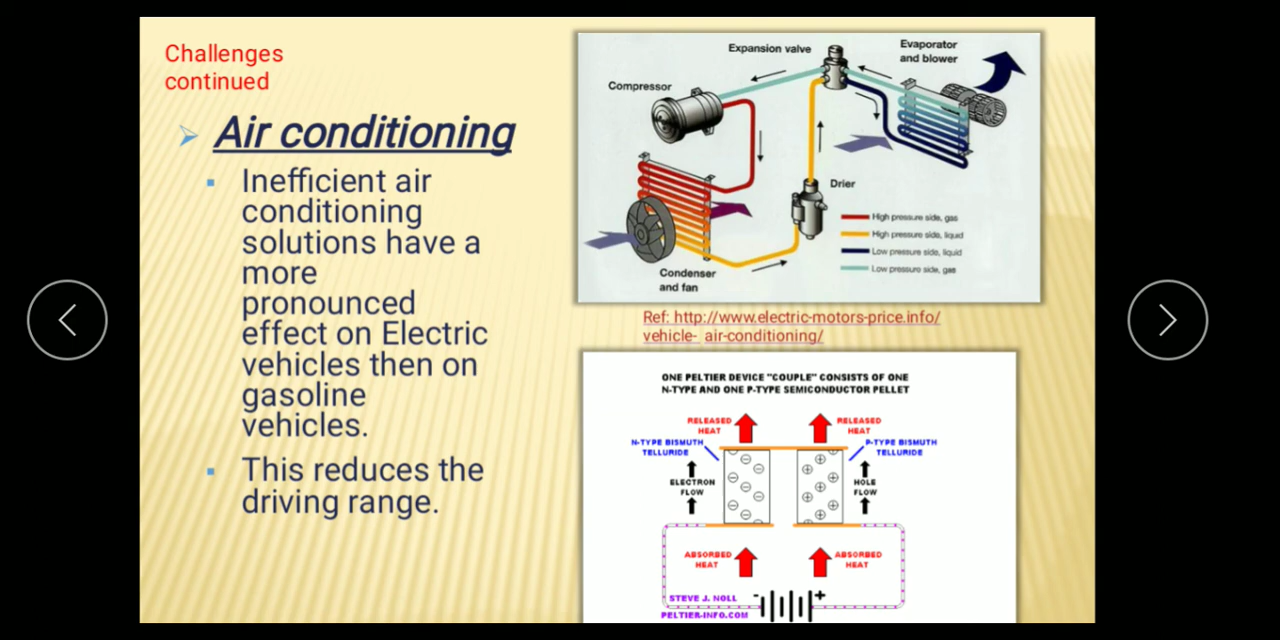 Challenges
continued
Air conditioning
Inefficient air
conditioning
solutions have a
more
pronounced
effect on Electric
vehicles then on
gasoline
vehicles.
This reduces the
driving range.
Expansion valve
Evaporator
and blower
Compressor
Drier
High pressure side, gas
High pressure side, liquid
Low pressure side, liquid
Low pressure side, gas
Condenser
and fan
Ref: http://www.electric-motors-price.info/
vehicle- air-conditioning/
ONE PELTIER DEVICE "COUPLE" CONSISTS OF ONE
N-TYPE AND ONE P-TYPE SEMICONDUCTOR PELLET
RELEASED
HEAT
RELEASED
HEAT
N-TYPE BISMUTH
TELLURIDE
P-TYPE BISMUTH
TELLURIDE
ELECTRON
FLOW
HOLE
FLOW
ABSORBED
HEAT
ABSORBED
HEAT
STEVE J. NOLL
PELTIER-INFO.COM
- +